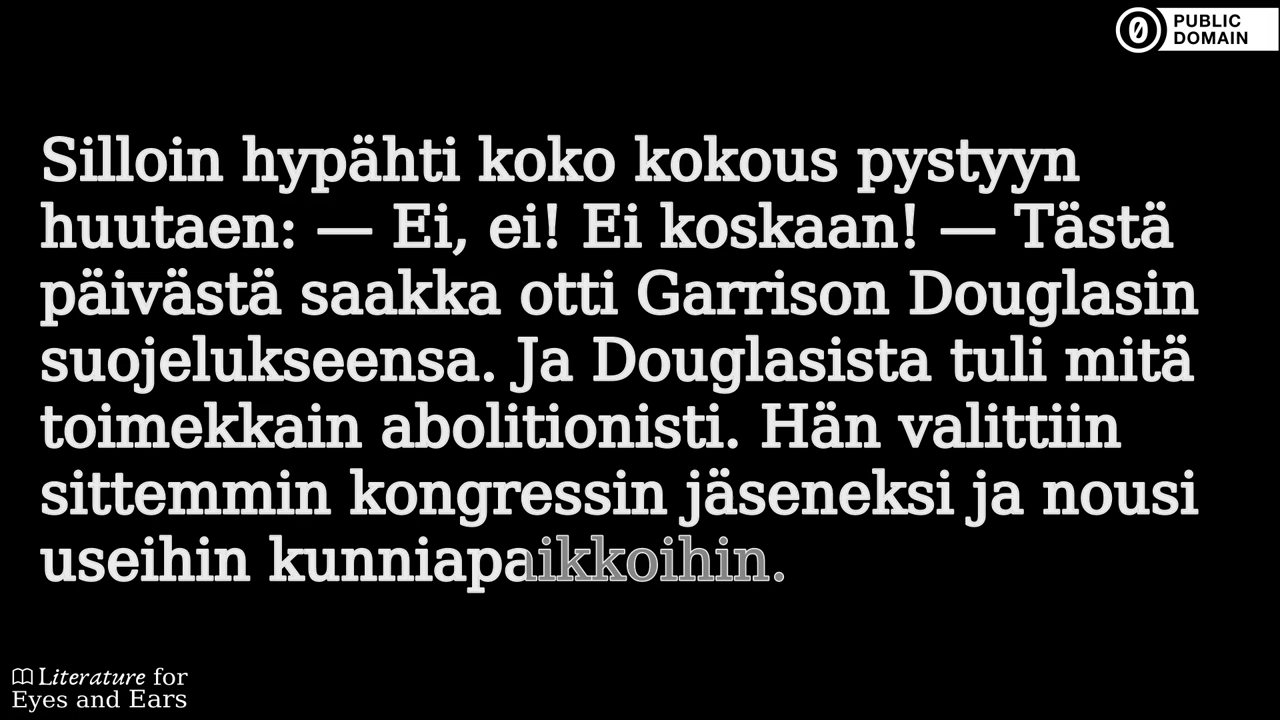 PUBLIC
DOMAIN
Silloin hypähti koko kokous pystyyn
huutaen: — Ei, ei! Ei koskaan! — Tästä
päivästä saakka otti Garrison Douglasin
suojelukseensa. Ja Douglasista tuli mitä
toimekkain abolitionisti. Hän valittiin
sittemmin kongressin jäseneksi ja nousi
useihin kunniapaikkoihin.
Literature for
Eyes and Ears